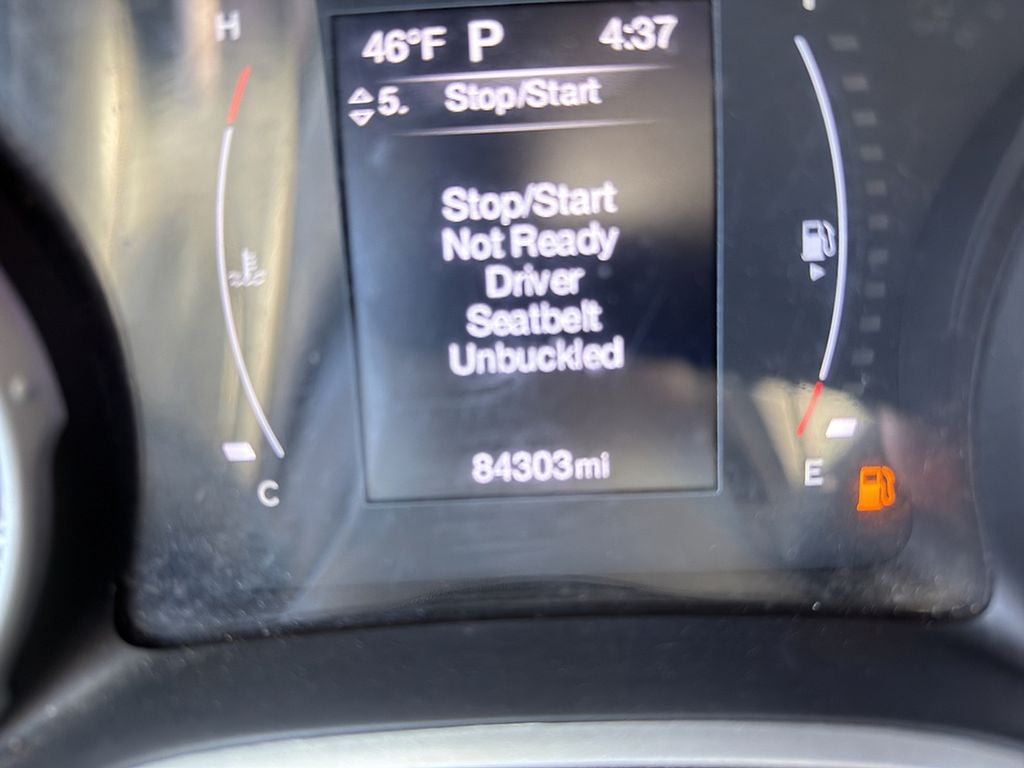 H
46°F P 4:37
5. Stop/Start
Stop/Start
Not Ready
Driver
Seatbelt
Unbuckled
84303mi
C
E